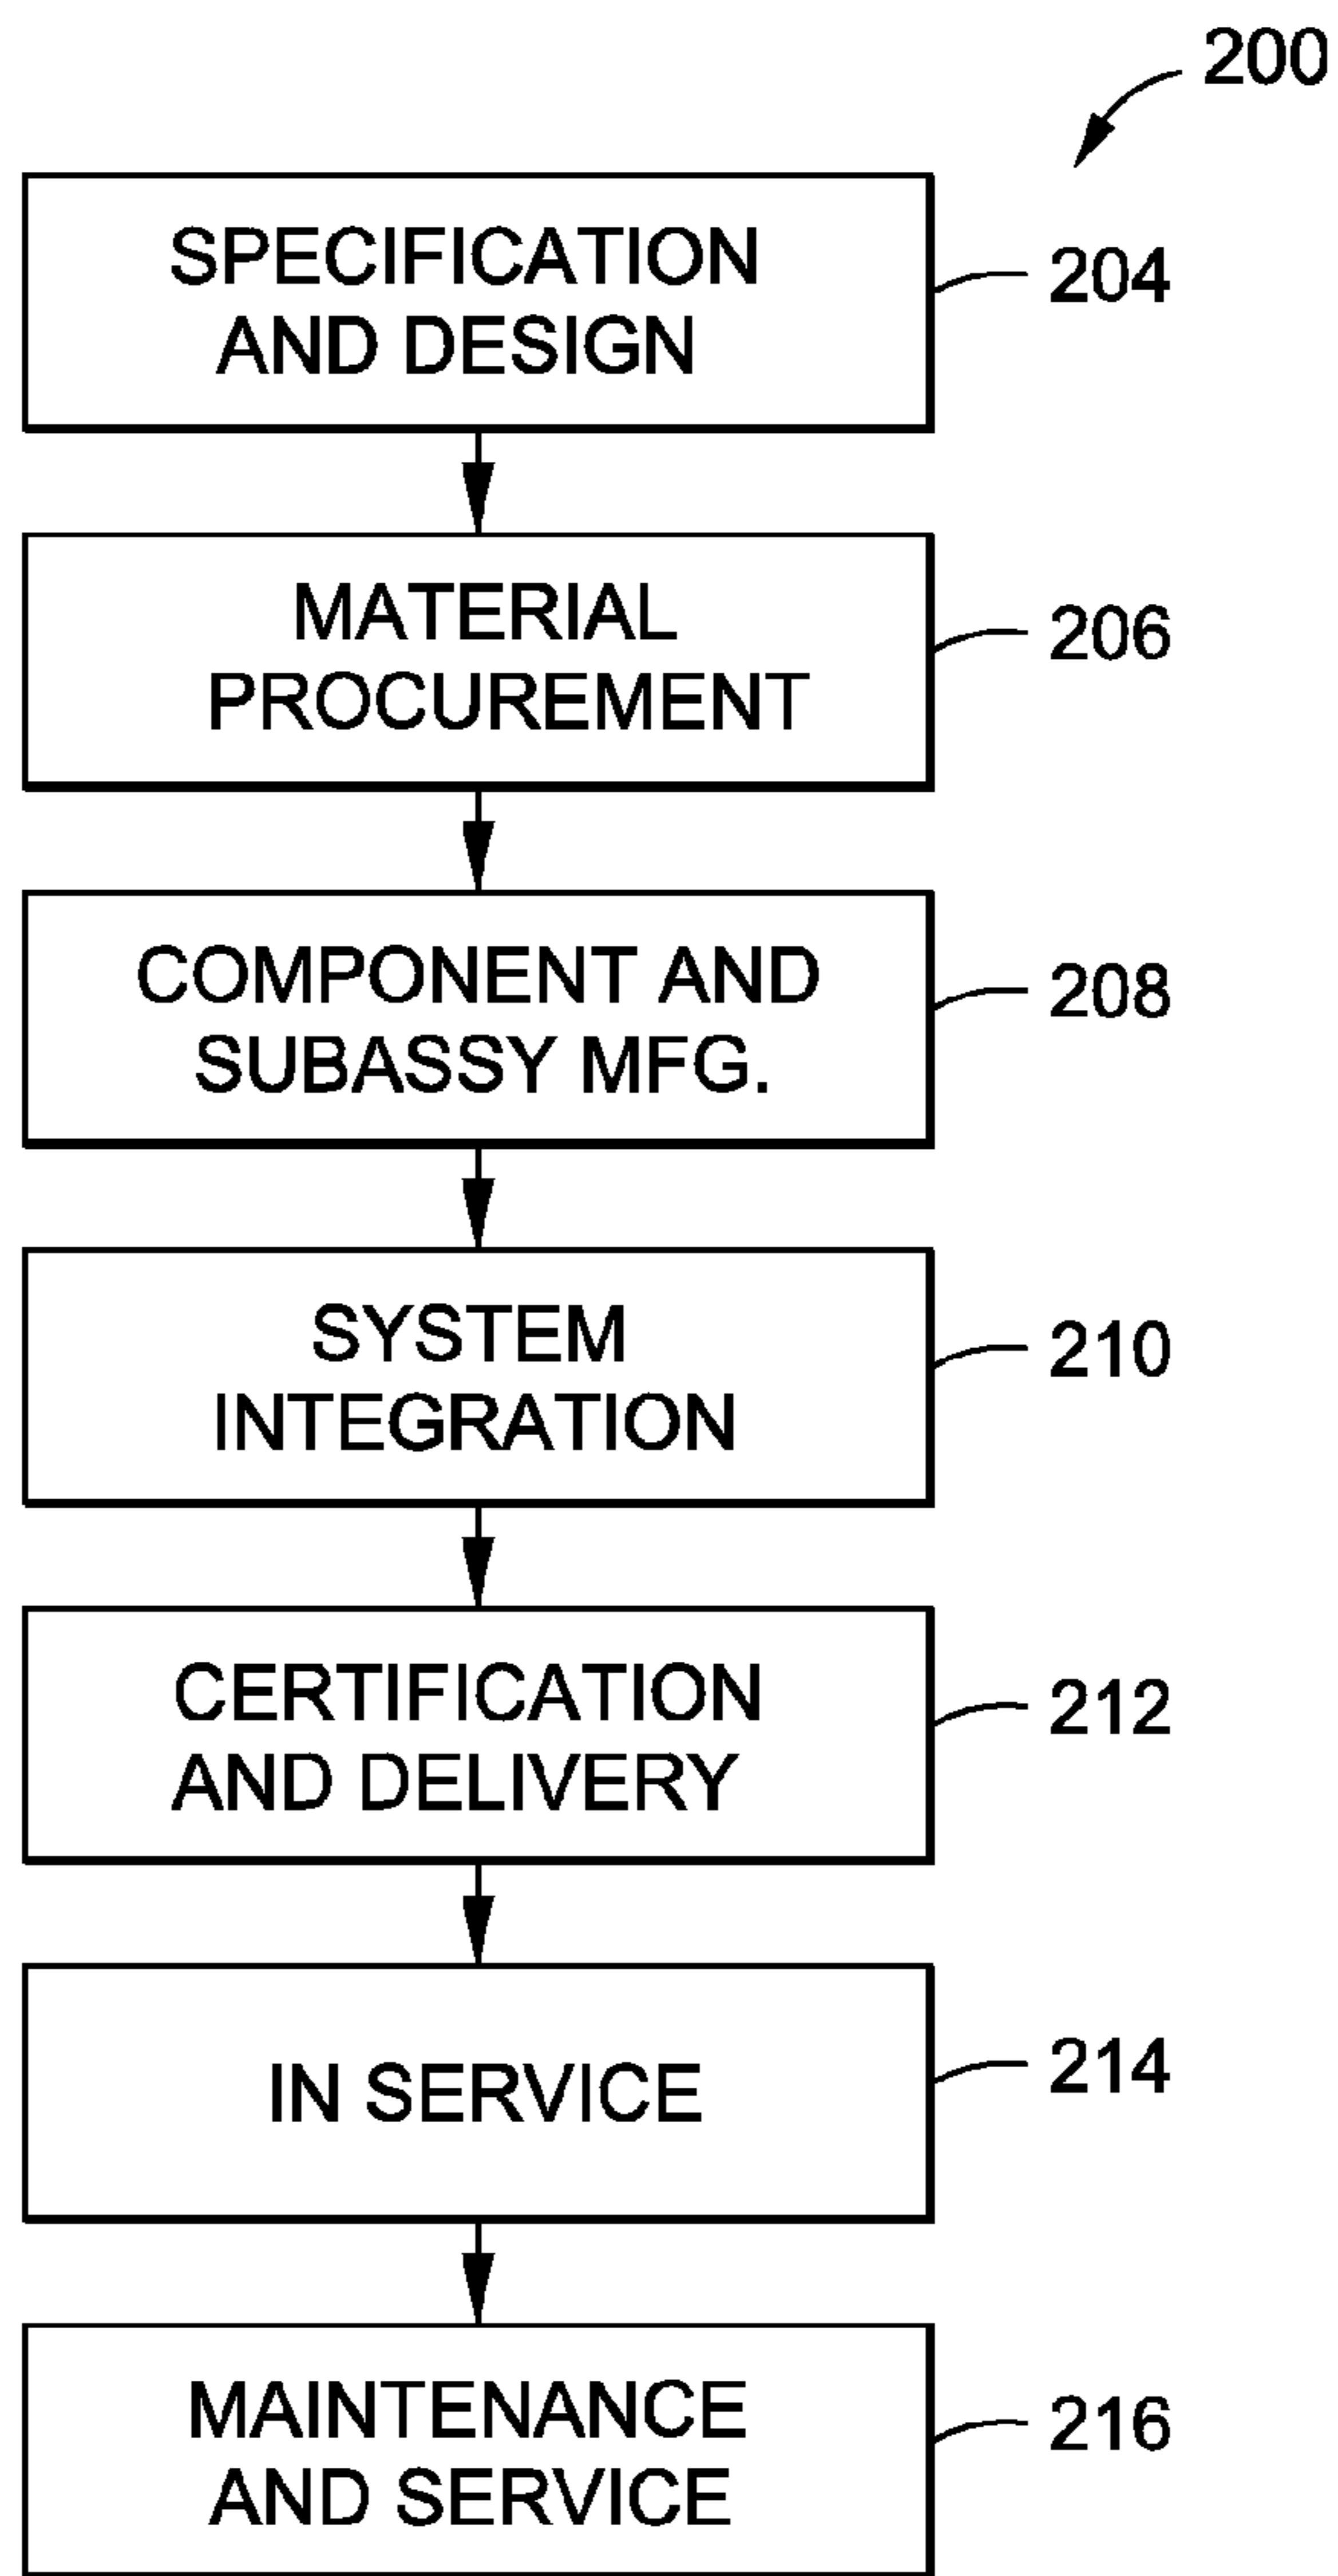 200
SPECIFICATION
AND DESIGN
204
MATERIAL
PROCUREMENT
206
COMPONENT AND
SUBASSY MFG.
208
SYSTEM
INTEGRATION
210
CERTIFICATION
AND DELIVERY
212
IN SERVICE
214
MAINTENANCE
AND SERVICE
216